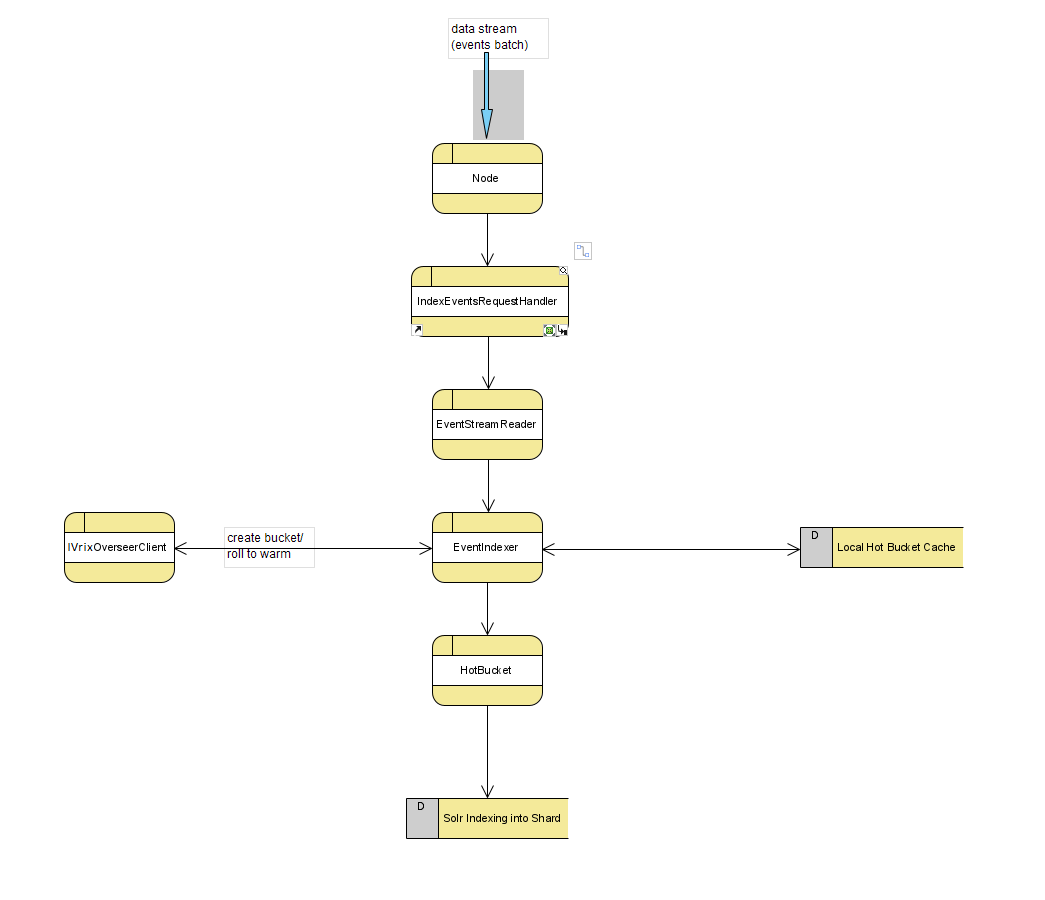 data stream
(events batch)
Node
IndexEventsRequestHandler
EventStreamReader
IVrixOverseerClient
create bucket/
roll to warm
EventIndexer
D
Local Hot Bucket Cache
HotBucket
D
Solr Indexing into Shard